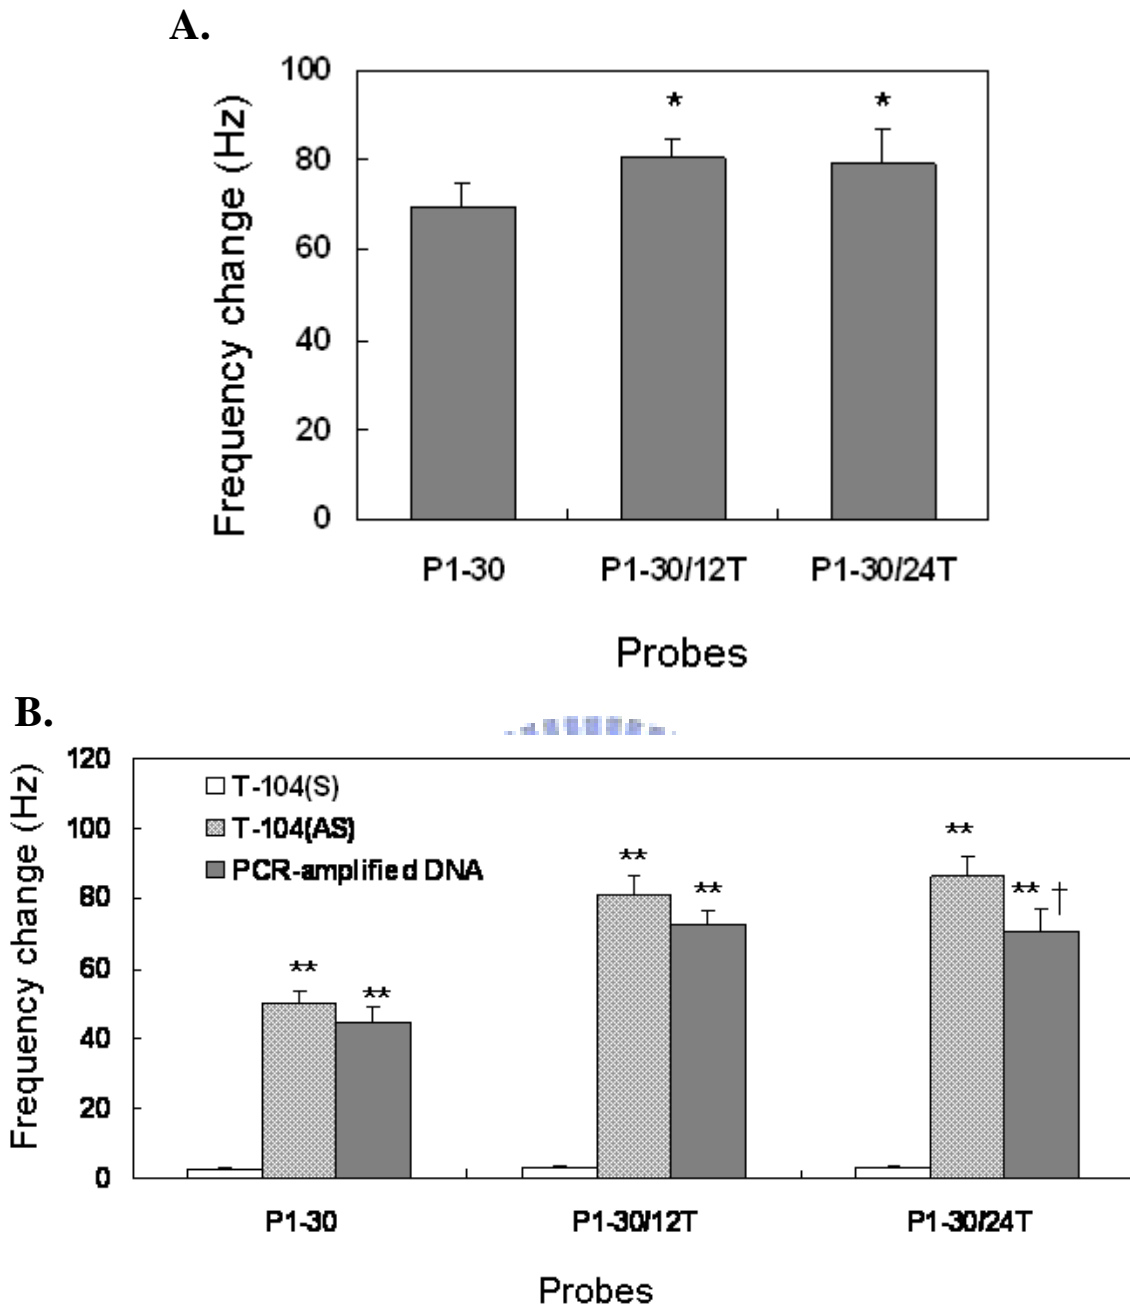 A.
Frequency change (Hz)
100
80
60
40
20
0
* *
P1-30 P1-30/12T P1-30/24T
Probes
B.
Frequency change (Hz)
120
100
80
60
40
20
0
T-104(S)
T-104(AS)
PCR-amplified DNA
** ** ** ** ** ** †
P1-30 P1-30/12T P1-30/24T
Probes